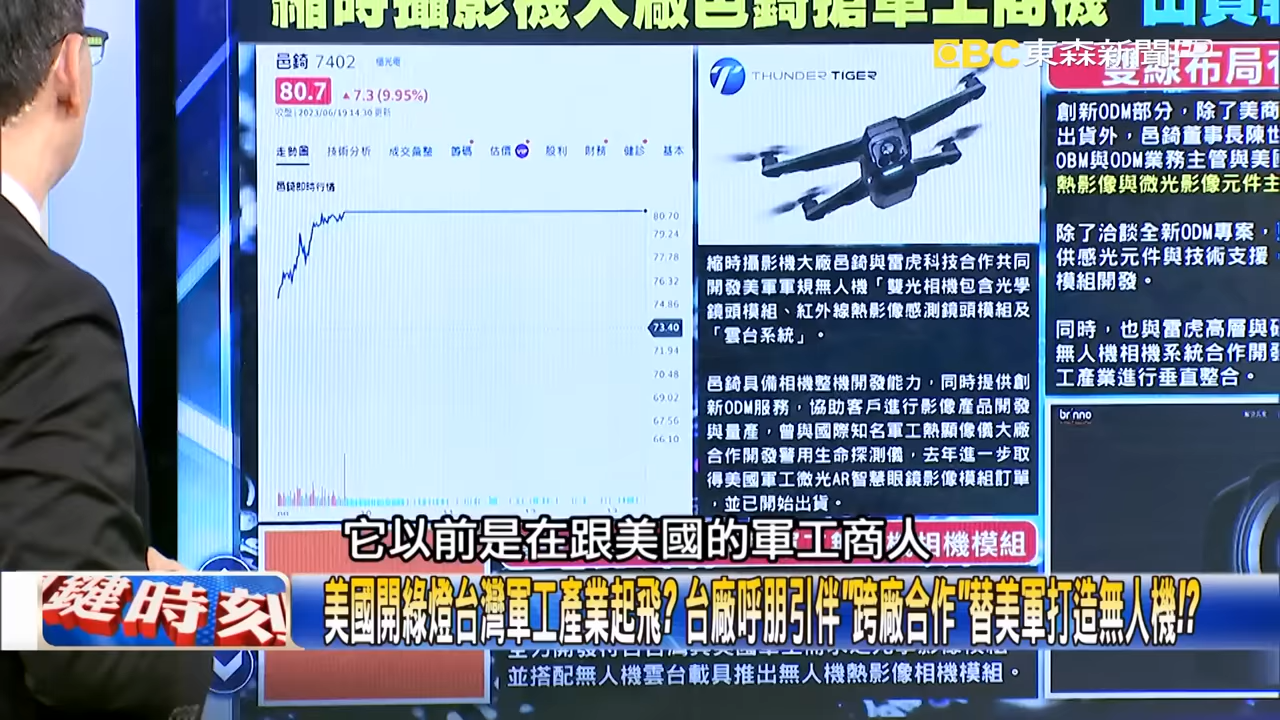 縮時攝影機大廠邑錡搶軍工商機
EBC 東森新聞
邑錡 7402
80.7 ▲7.3 (9.95%)
收盤 | 2023/06/19 14:30 更新
走勢圖 技術分析 成交彙整 籌碼 估價 股利 財務 健診 基本
邑錡即時行情
80.70
79.24
77.78
76.32
74.86
73.40
71.94
70.48
69.02
67.56
66.10
THUNDER TIGER
縮時攝影機大廠邑錡與雷虎科技合作共同
開發美軍軍規無人機「雙光相機包含光學
鏡頭模組、紅外線熱影像感測鏡頭模組及
「雲台系統」。
邑錡具備相機整機開發能力，同時提供創
新ODM服務，協助客戶進行影像產品開發
與量產，曾與國際知名軍工熱顯像儀大廠
合作開發警用生命探測儀，去年進一步取
得美國軍工微光AR智慧眼鏡影像模組訂單
，並已開始出貨。
雙線布局
創新ODM部分，除了美商
出貨外，邑錡董事長陳世
OBM與ODM業務主管與美國
熱影像與微光影像元件主
除了洽談全新ODM專案，
供感光元件與技術支援，
模組開發。
同時，也與雷虎高層與
無人機相機系統合作開發
工產業進行垂直整合。
brinno
相機模組
它以前是在跟美國的軍工商人
鍵時刻
美國開綠燈台灣軍工產業起飛? 台廠呼朋引伴"跨廠合作"替美軍打造無人機!?
並搭配無人機雲台載具推出無人機熱影像相機模組。